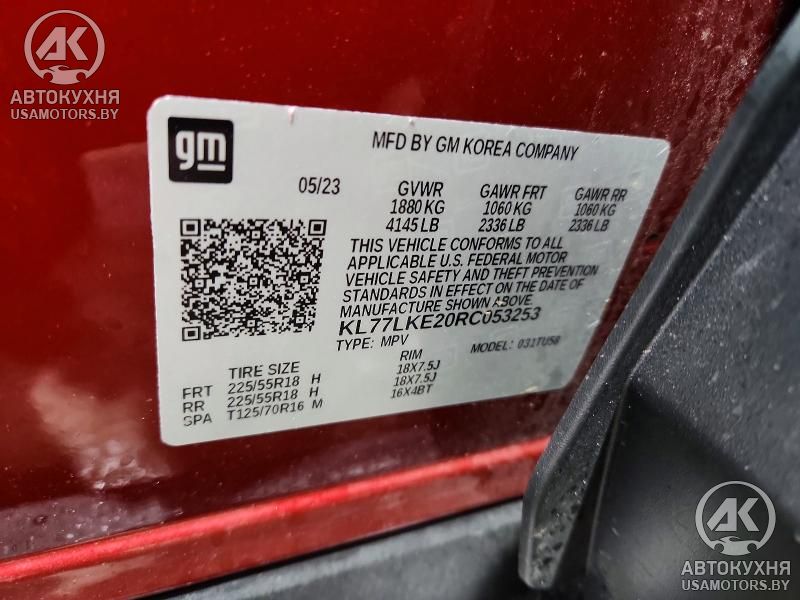 AK
АВТОКУХНЯ
USAMOTORS.BY
gm
MFD BY GM KOREA COMPANY
05/23 GVWR GAWR FRT GAWR RR
1880 KG 1060 KG 1060 KG
4145 LB 2336 LB 2336 LB
THIS VEHICLE CONFORMS TO ALL
APPLICABLE U.S. FEDERAL MOTOR
VEHICLE SAFETY AND THEFT PREVENTION
STANDARDS IN EFFECT ON THE DATE OF
MANUFACTURE SHOWN ABOVE.
KL77LKE20RC053253
TYPE: MPV MODEL: 031TU58
TIRE SIZE RIM
FRT 225/55R18 H 18X7.5J
RR 225/55R18 H 18X7.5J
SPA T125/70R16 M 16X4BT
AK
АВТОКУХНЯ
USAMOTORS.BY